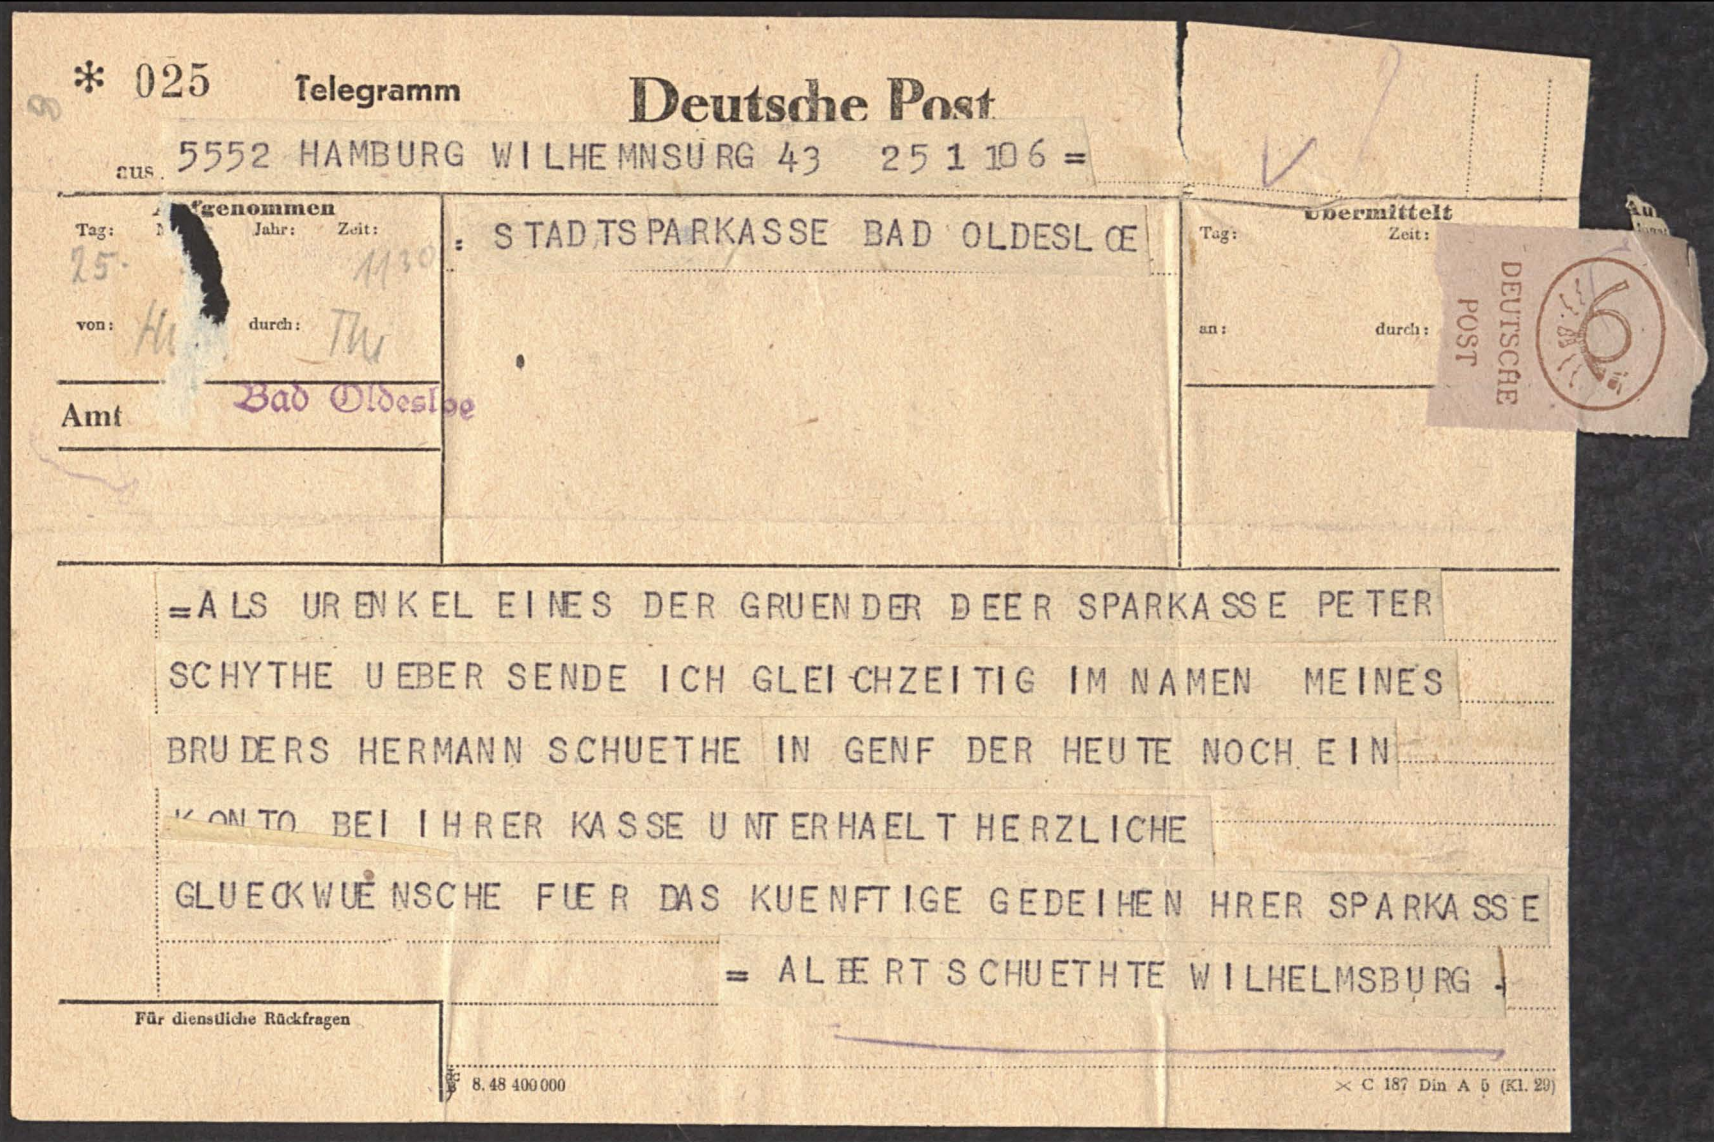 * 025 Telegramm Deutsche Post
aus 5552 HAMBURG WILHEMNSURG 43 25 1 106 =
Aufgenommen
Tag: Jahr: Zeit:
25. 1130
von: durch:
: STADTSPARKASSE BAD OLDESLOE
Übermittelt
Tag: Zeit:
an: durch:
DEUTSCHE
POST
Amt Bad Oldesloe
=ALS URENKEL EINES DER GRUENDER DEER SPARKASSE PETER
SCHYTHE UEBERSENDE ICH GLEICHZEITIG IM NAMEN MEINES
BRUDERS HERMANN SCHUETHE IN GENF DER HEUTE NOCH EIN
KONTO BEI IHRER KASSE UNTERHAELT HERZLICHE
GLUECKWUENSCHE FUER DAS KUENFTIGE GEDEIHEN HRER SPARKASSE
= ALBERT SCHUETHTE WILHELMSBURG .
Für dienstliche Rückfragen
8. 48 400 000
× C 187 Din A 5 (Kl. 29)